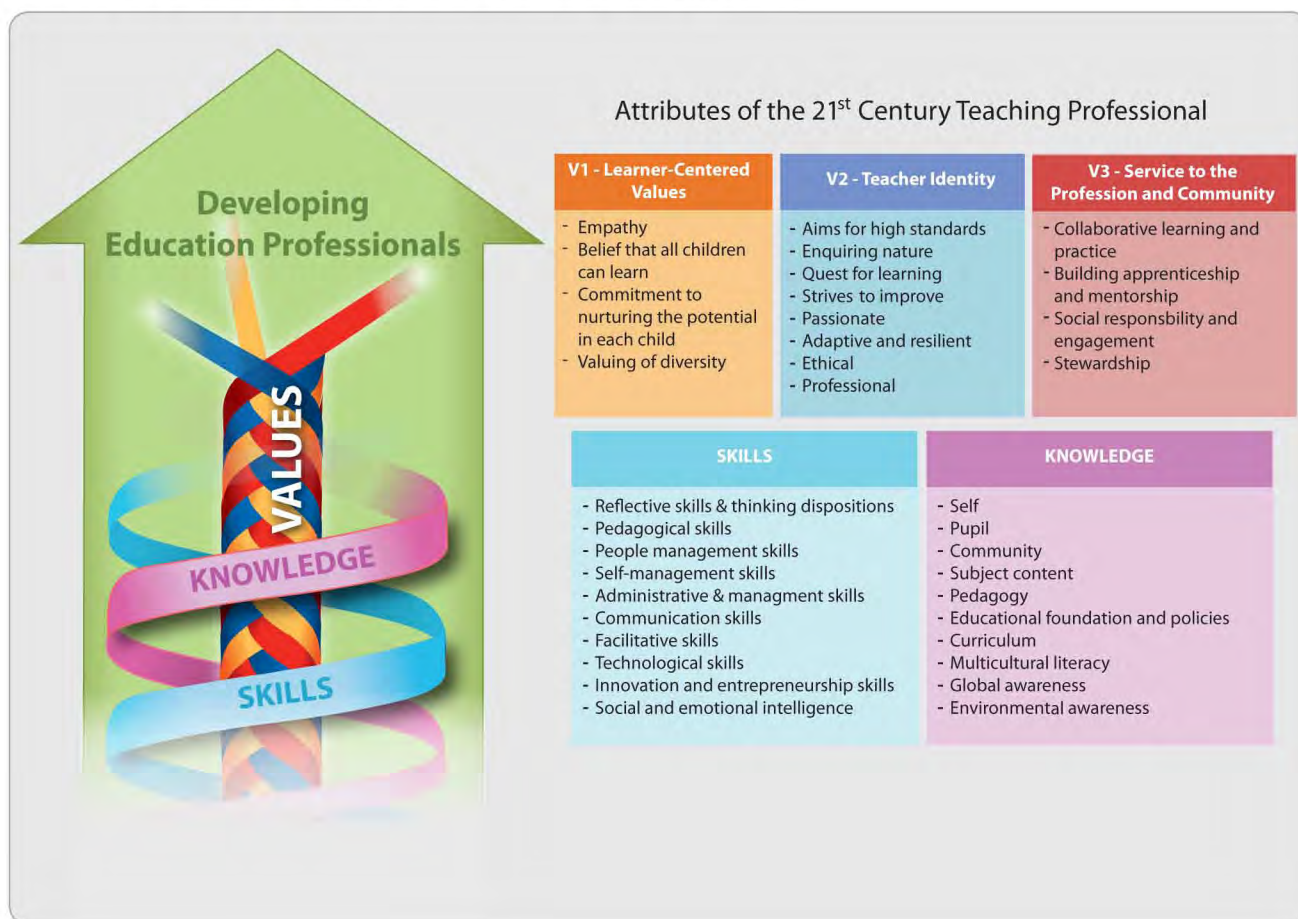 Developing
Education Professionals
VALUES
KNOWLEDGE
SKILLS
Attributes of the 21st Century Teaching Professional
V1 - Learner-Centered
Values
- Empathy
- Belief that all children
can learn
- Commitment to
nurturing the potential
in each child
- Valuing of diversity
V2 - Teacher Identity
- Aims for high standards
- Enquiring nature
- Quest for learning
- Strives to improve
- Passionate
- Adaptive and resilient
- Ethical
- Professional
V3 - Service to the
Profession and Community
- Collaborative learning and
practice
- Building apprenticeship
and mentorship
- Social responsbility and
engagement
- Stewardship
SKILLS
- Reflective skills & thinking dispositions
- Pedagogical skills
- People management skills
- Self-management skills
- Administrative & managment skills
- Communication skills
- Facilitative skills
- Technological skills
- Innovation and entrepreneurship skills
- Social and emotional intelligence
KNOWLEDGE
- Self
- Pupil
- Community
- Subject content
- Pedagogy
- Educational foundation and policies
- Curriculum
- Multicultural literacy
- Global awareness
- Environmental awareness